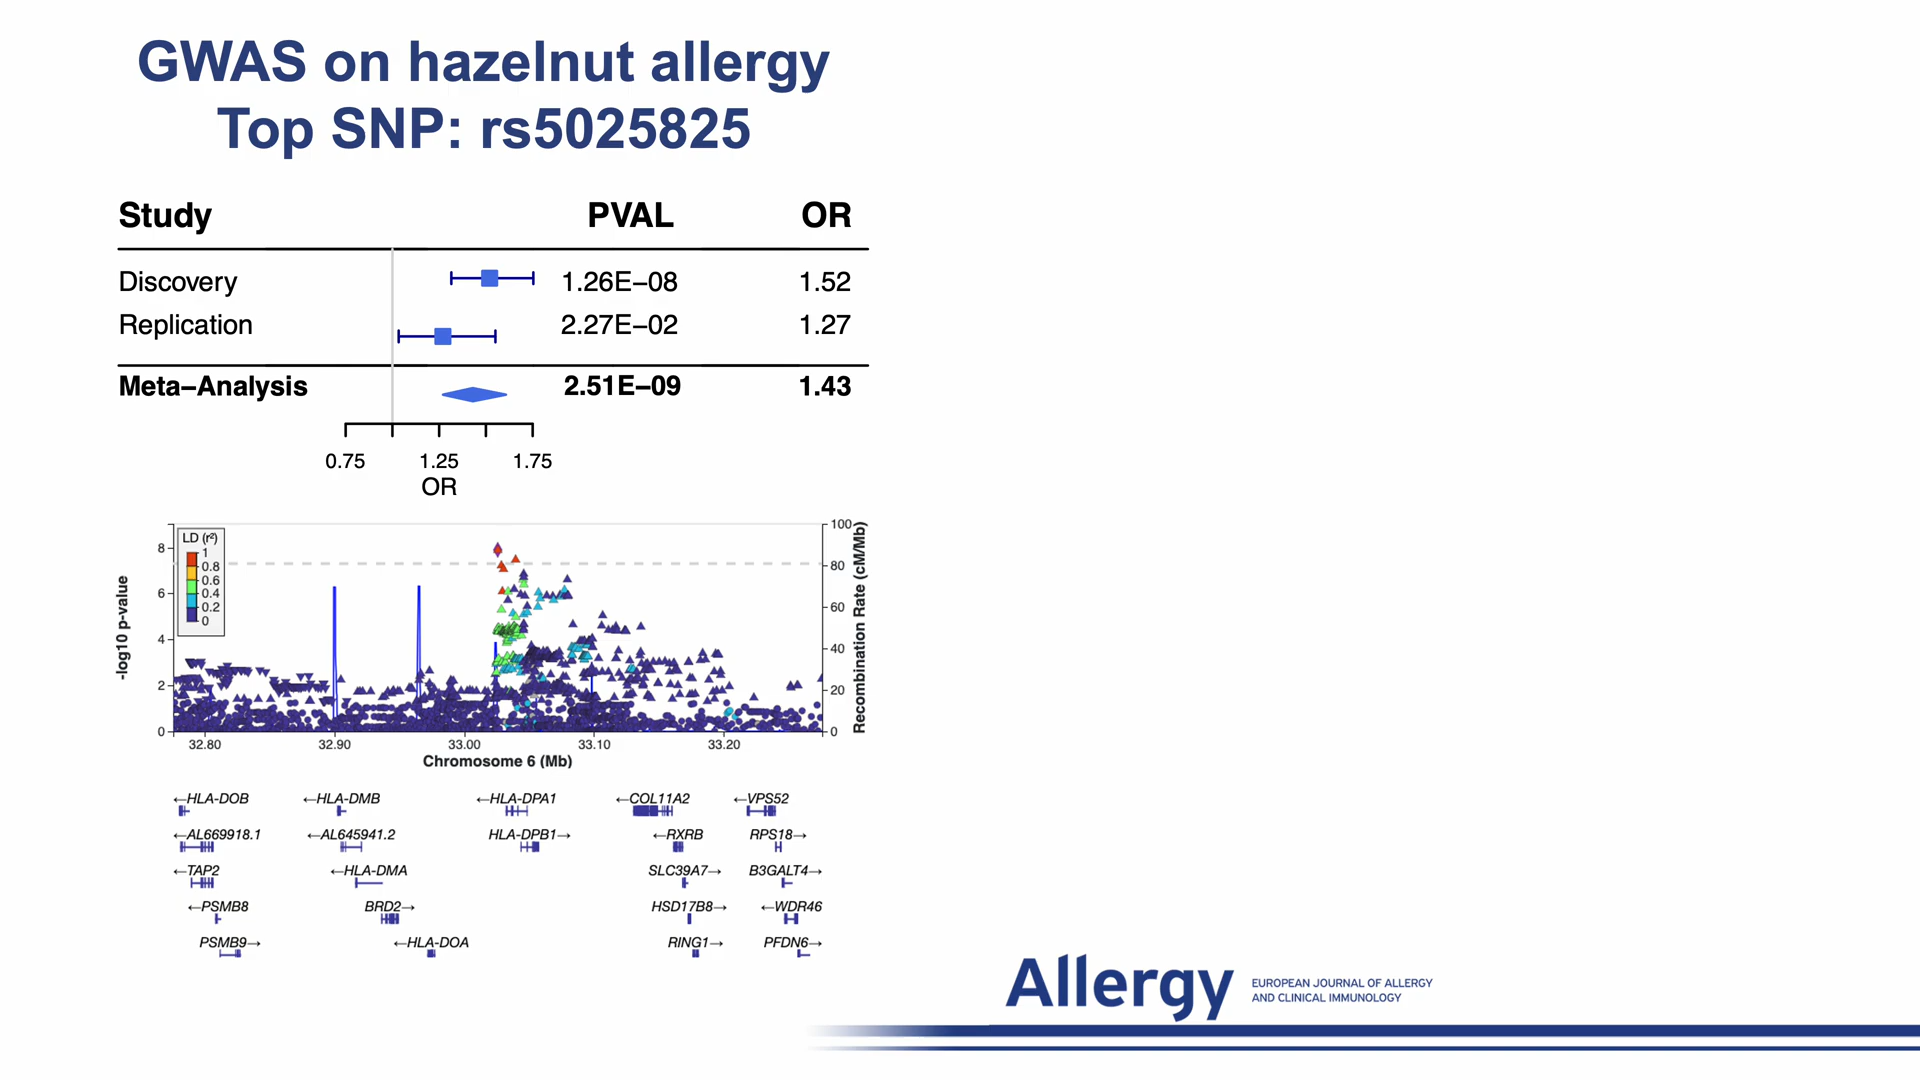 GWAS on hazelnut allergy
Top SNP: rs5025825
Study PVAL OR
Discovery 1.26E−08 1.52
Replication 2.27E−02 1.27
Meta−Analysis 2.51E−09 1.43
0.75 1.25 1.75
OR
LD (r²)
1
0.8
0.6
0.4
0.2
0
-log10 p-value
8
6
4
2
0
100
80
60
40
20
0
Recombination Rate (cM/Mb)
32.80 32.90 33.00 33.10 33.20
Chromosome 6 (Mb)
←HLA-DOB ←HLA-DMB ←HLA-DPA1 ←COL11A2 ←VPS52
←AL669918.1 ←AL645941.2 HLA-DPB1→ ←RXRB RPS18→
←TAP2 ←HLA-DMA SLC39A7→ B3GALT4→
←PSMB8 BRD2→ HSD17B8→ ←WDR46
PSMB9→ ←HLA-DOA RING1→ PFDN6→
Allergy
EUROPEAN JOURNAL OF ALLERGY
AND CLINICAL IMMUNOLOGY